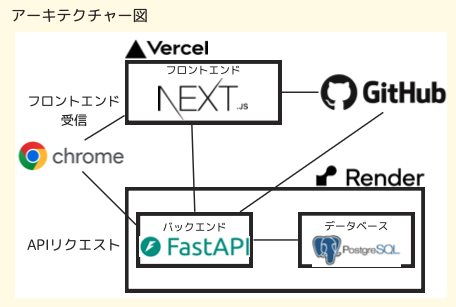 アーキテクチャー図
Vercel
フロントエンド
NEXT.JS
GitHub
フロントエンド
受信
chrome
Render
バックエンド
FastAPI
データベース
PostgreSQL
APIリクエスト